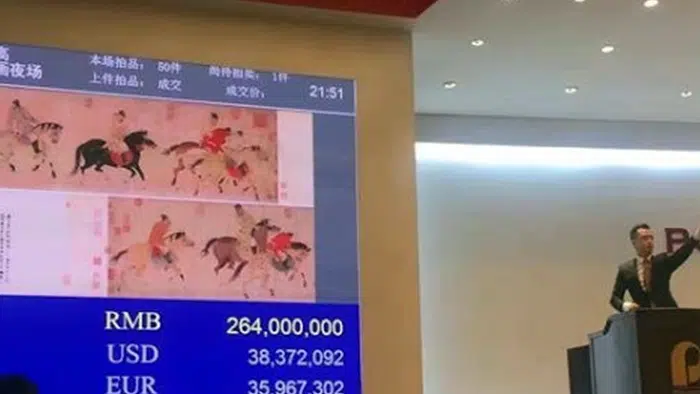 高
画夜场
本场拍品： 50件 尚待拍卖： 1件
上件拍品： 成交 成交价： 21:51
RMB 264,000,000
USD 38,372,092
EUR 35,967,302